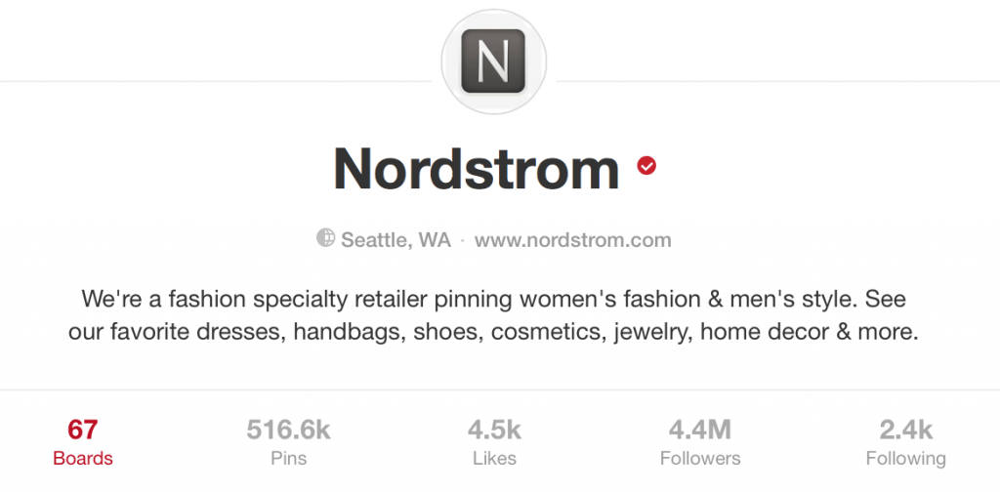 N
Nordstrom
Seattle, WA · www.nordstrom.com
We're a fashion specialty retailer pinning women's fashion & men's style. See
our favorite dresses, handbags, shoes, cosmetics, jewelry, home decor & more.
67 516.6k 4.5k 4.4M 2.4k
Boards Pins Likes Followers Following